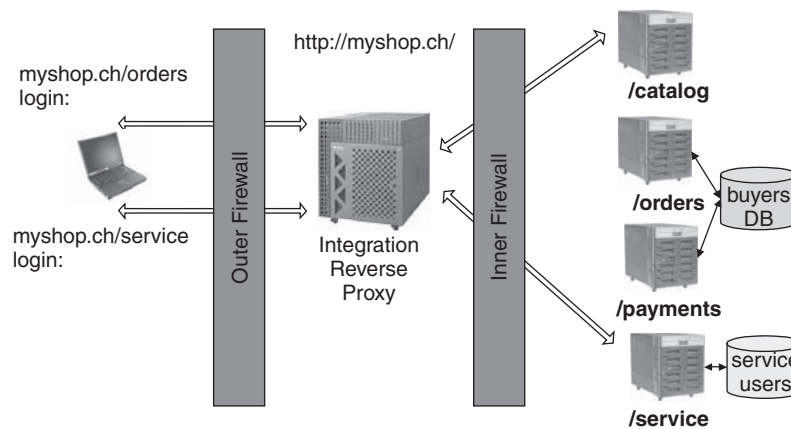 http://myshop.ch/
myshop.ch/orders
login:
/catalog
Outer Firewall
Inner Firewall
/orders
buyers
DB
myshop.ch/service
login:
Integration
Reverse
Proxy
/payments
service
users
/service